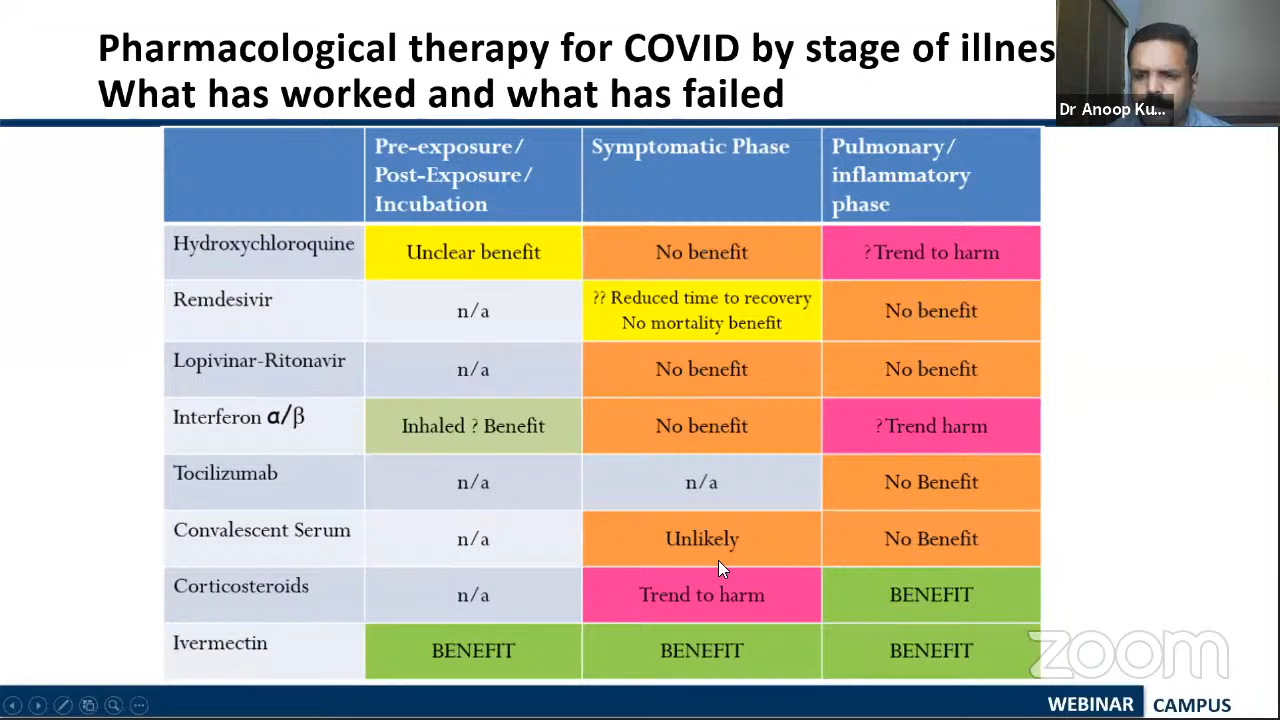 Pharmacological therapy for COVID by stage of illnes
What has worked and what has failed
Dr Anoop Ku...
Pre-exposure/
Post-Exposure/
Incubation
Symptomatic Phase
Pulmonary/
inflammatory
phase
Hydroxychloroquine
Unclear benefit
No benefit
? Trend to harm
Remdesivir
n/a
?? Reduced time to recovery
No mortality benefit
No benefit
Lopivinar-Ritonavir
n/a
No benefit
No benefit
Interferon α/β
Inhaled ? Benefit
No benefit
? Trend harm
Tocilizumab
n/a
n/a
No Benefit
Convalescent Serum
n/a
Unlikely
No Benefit
Corticosteroids
n/a
Trend to harm
BENEFIT
Ivermectin
BENEFIT
BENEFIT
BENEFIT
zoom
WEBINAR CAMPUS